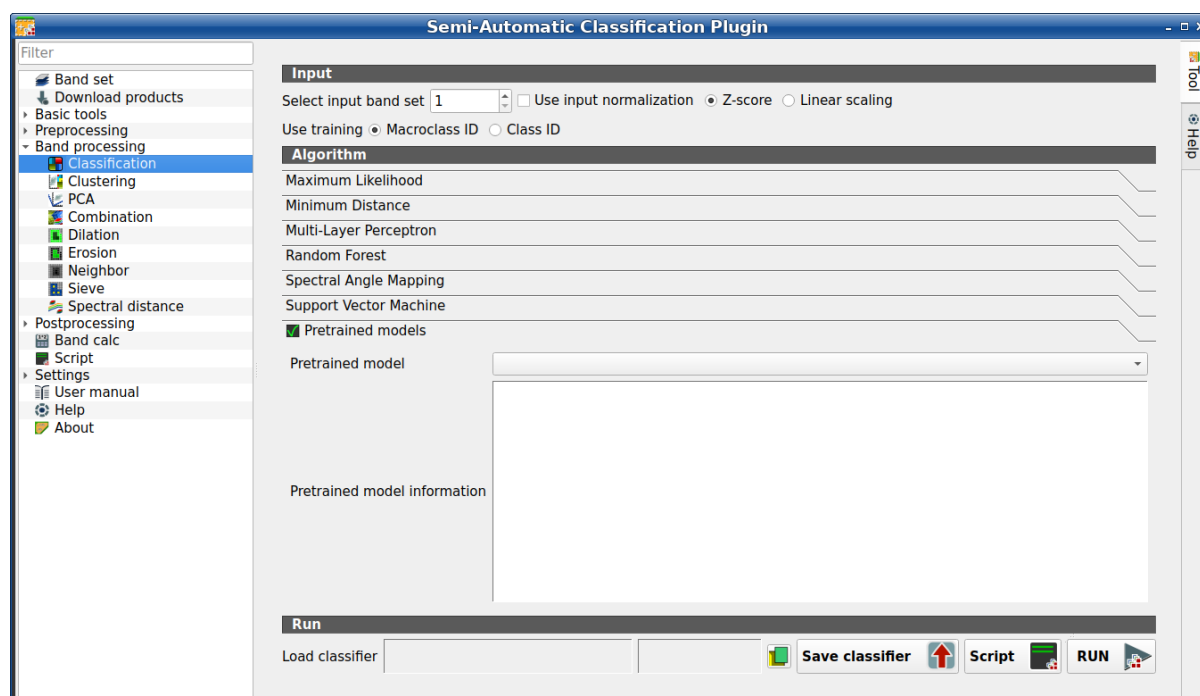 Semi-Automatic Classification Plugin
Filter
Band set
Download products
Basic tools
Preprocessing
Band processing
Classification
Clustering
PCA
Combination
Dilation
Erosion
Neighbor
Sieve
Spectral distance
Postprocessing
Band calc
Script
Settings
User manual
Help
About
Input
Select input band set 1 Use input normalization Z-score Linear scaling
Use training Macroclass ID Class ID
Algorithm
Maximum Likelihood
Minimum Distance
Multi-Layer Perceptron
Random Forest
Spectral Angle Mapping
Support Vector Machine
Pretrained models
Pretrained model
Pretrained model information
Run
Load classifier Save classifier Script RUN
Tool
Help